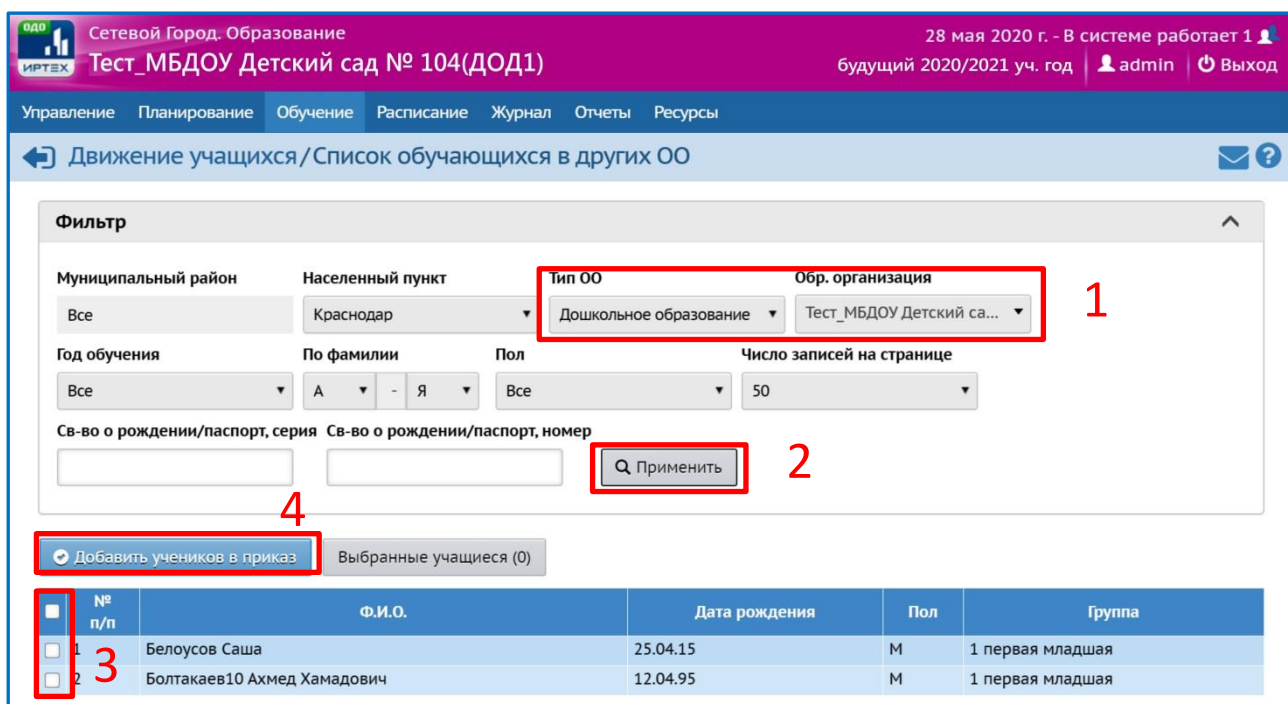 ОДО
ИРТЕХ
Сетевой Город. Образование
28 мая 2020 г. - В системе работает 1
Тест_МБДОУ Детский сад № 104(ДОД1)
будущий 2020/2021 уч. год admin Выход
Управление Планирование Обучение Расписание Журнал Отчеты Ресурсы
Движение учащихся/Список обучающихся в других ОО ?
Фильтр
Муниципальный район Населенный пункт Тип ОО Обр. организация
Все Краснодар Дошкольное образование Тест_МБДОУ Детский са... 1
Год обучения По фамилии Пол Число записей на странице
Все А - Я Все 50
Св-во о рождении/паспорт, серия Св-во о рождении/паспорт, номер
Применить 2
4
Добавить учеников в приказ Выбранные учащиеся (0)
№ п/п Ф.И.О. Дата рождения Пол Группа
1 Белоусов Саша 25.04.15 М 1 первая младшая
3
2 Болтакаев10 Ахмед Хамадович 12.04.95 М 1 первая младшая